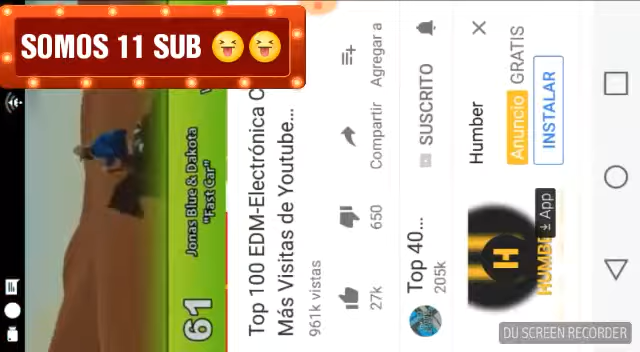 SOMOS 11 SUB 😝😝
61
Jonas Blue & Dakota
"Fast Car"
Top 100 EDM-Electrónica C
Más Visitas de Youtube...
961k vistas
27k
650
Compartir
Agregar a
Top 40...
205k
SUSCRITO
Humber
Anuncio GRATIS
INSTALAR
App
H
HUMBE
DU SCREEN RECORDER